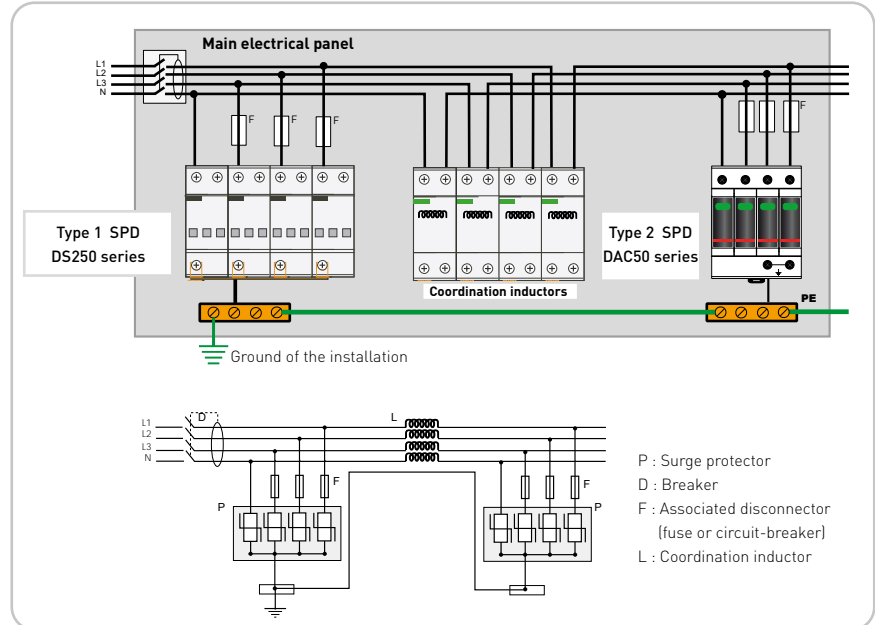 Main electrical panel
L1
L2
L3
N
F
F
F
F
Type 1 SPD
DS250 series
Type 2 SPD
DAC50 series
Coordination inductors
PE
Ground of the installation
L1
L2
L3
N
D
L
F
F
P
P
P : Surge protector
D : Breaker
F : Associated disconnector
(fuse or circuit-breaker)
L : Coordination inductor